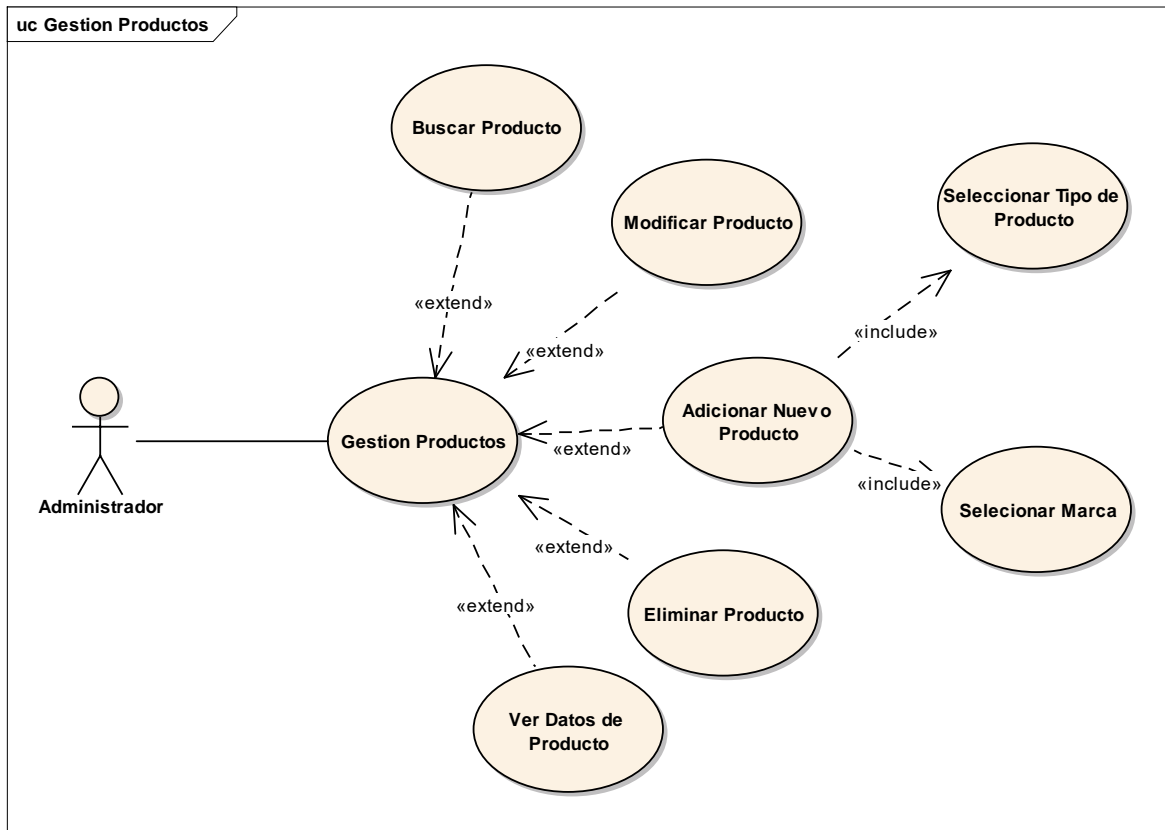 uc Gestion Productos
Buscar Producto
Modificar Producto
Seleccionar Tipo de
Producto
«extend»
«include»
«extend»
Adicionar Nuevo
Producto
Gestion Productos
«extend»
«include»
Administrador
Selecionar Marca
«extend»
«extend»
Eliminar Producto
Ver Datos de
Producto